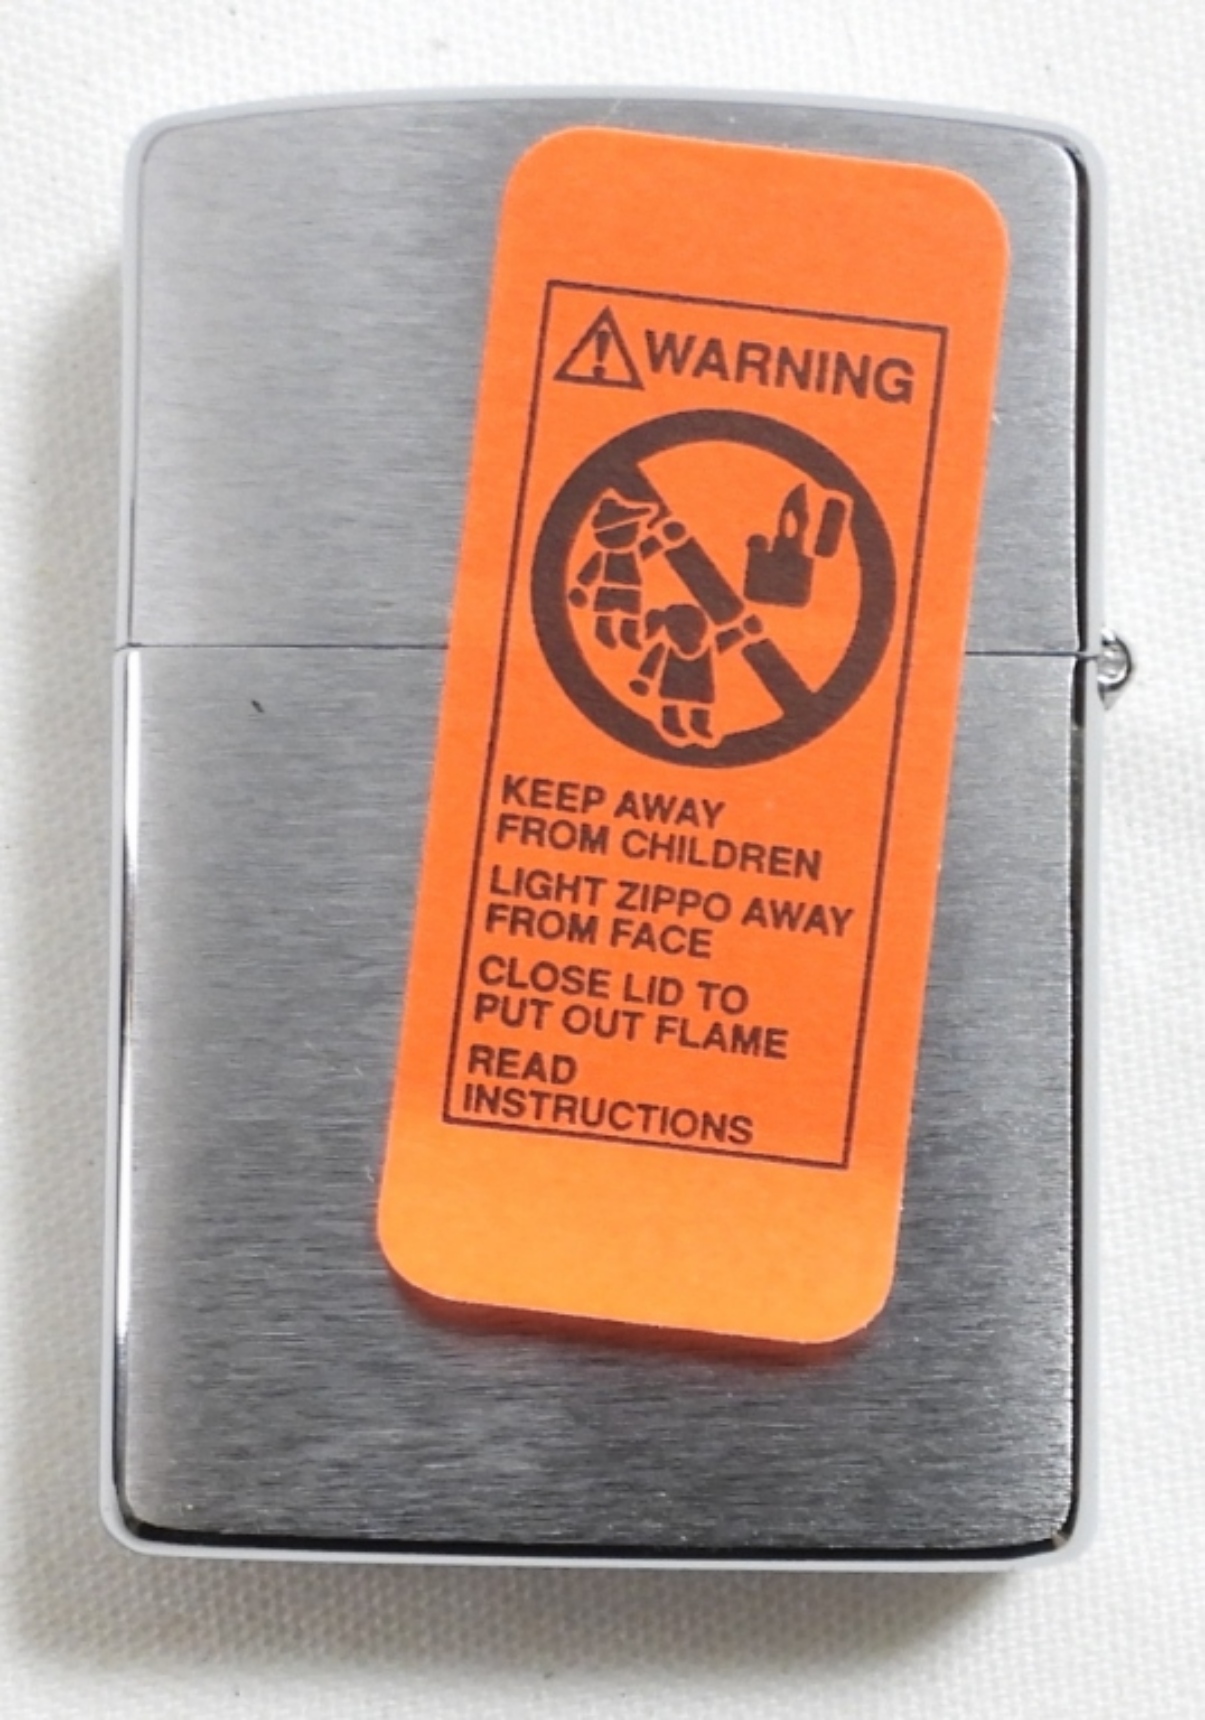 WARNING
KEEP AWAY
FROM CHILDREN
LIGHT ZIPPO AWAY
FROM FACE
CLOSE LID TO
PUT OUT FLAME
READ
INSTRUCTIONS